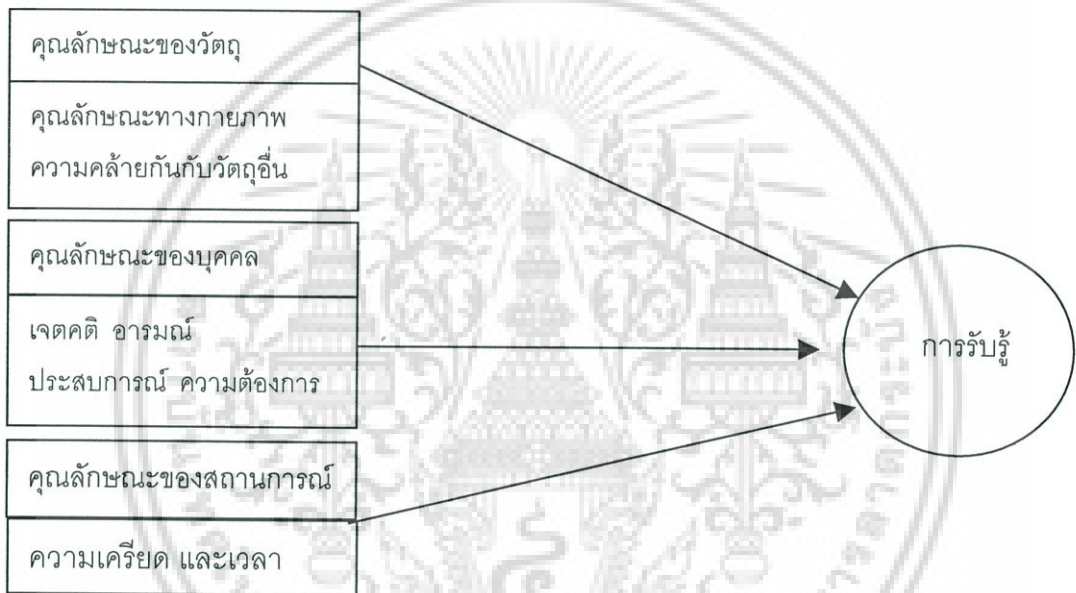 คุณลักษณะของวัตถุ
คุณลักษณะทางกายภาพ
ความคล้ายกันกับวัตถุอื่น
คุณลักษณะของบุคคล
เจตคติ อารมณ์
ประสบการณ์ ความต้องการ
คุณลักษณะของสถานการณ์
ความเครียด และเวลา
การรับรู้